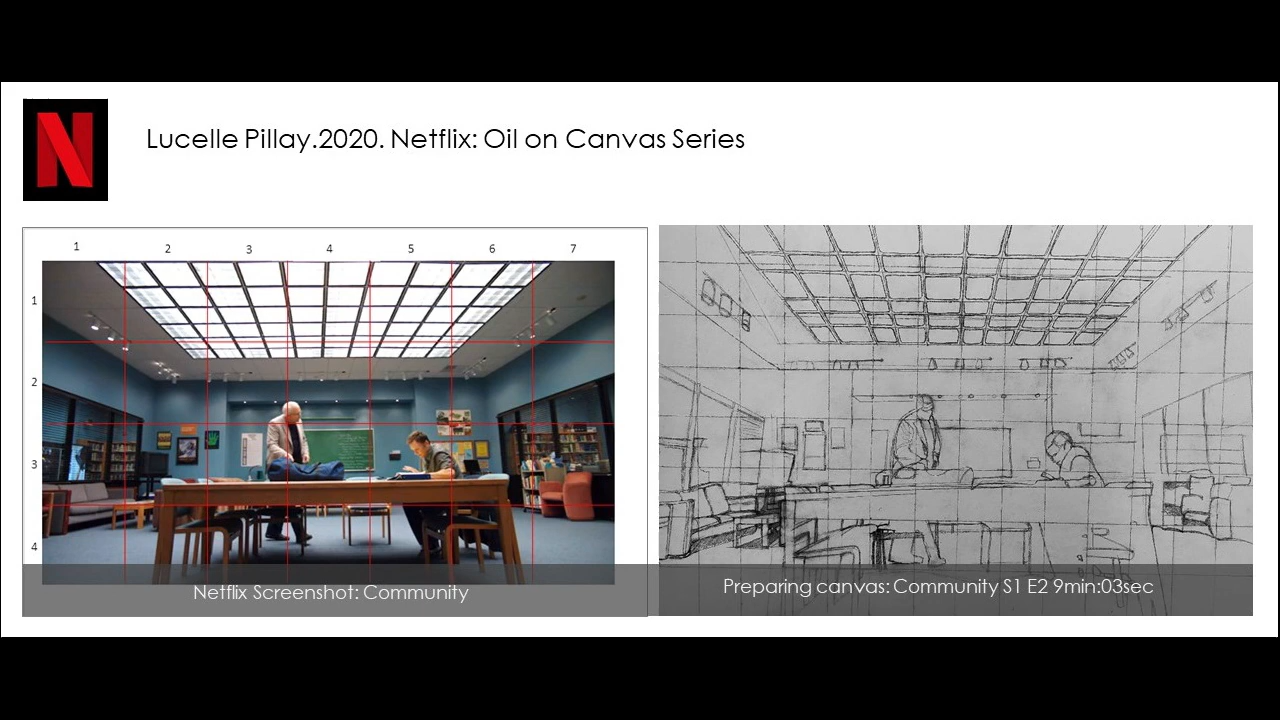 N
Lucelle Pillay.2020. Netflix: Oil on Canvas Series
1 2 3 4 5 6 7
1
2
3
4
Netflix Screenshot: Community
Preparing canvas: Community S1 E2 9min:03sec